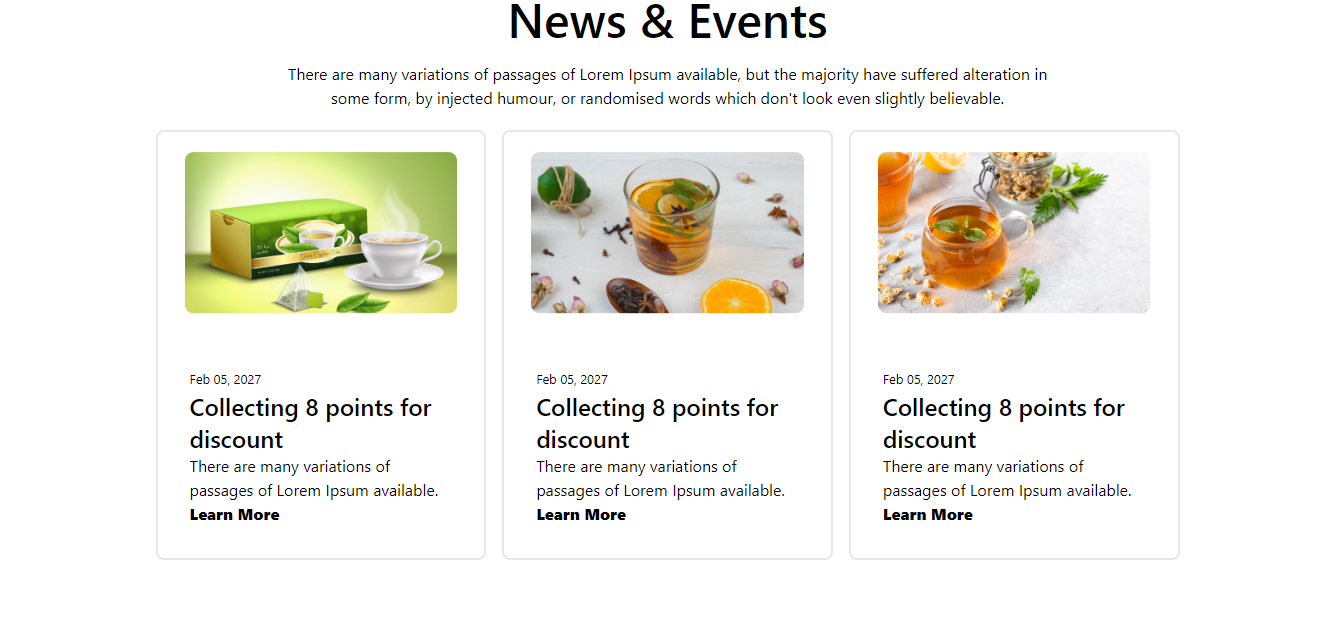 News & Events
There are many variations of passages of Lorem Ipsum available, but the majority have suffered alteration in
some form, by injected humour, or randomised words which don't look even slightly believable.
Feb 05, 2027
Collecting 8 points for
discount
There are many variations of
passages of Lorem Ipsum available.
Learn More
Feb 05, 2027
Collecting 8 points for
discount
There are many variations of
passages of Lorem Ipsum available.
Learn More
Feb 05, 2027
Collecting 8 points for
discount
There are many variations of
passages of Lorem Ipsum available.
Learn More